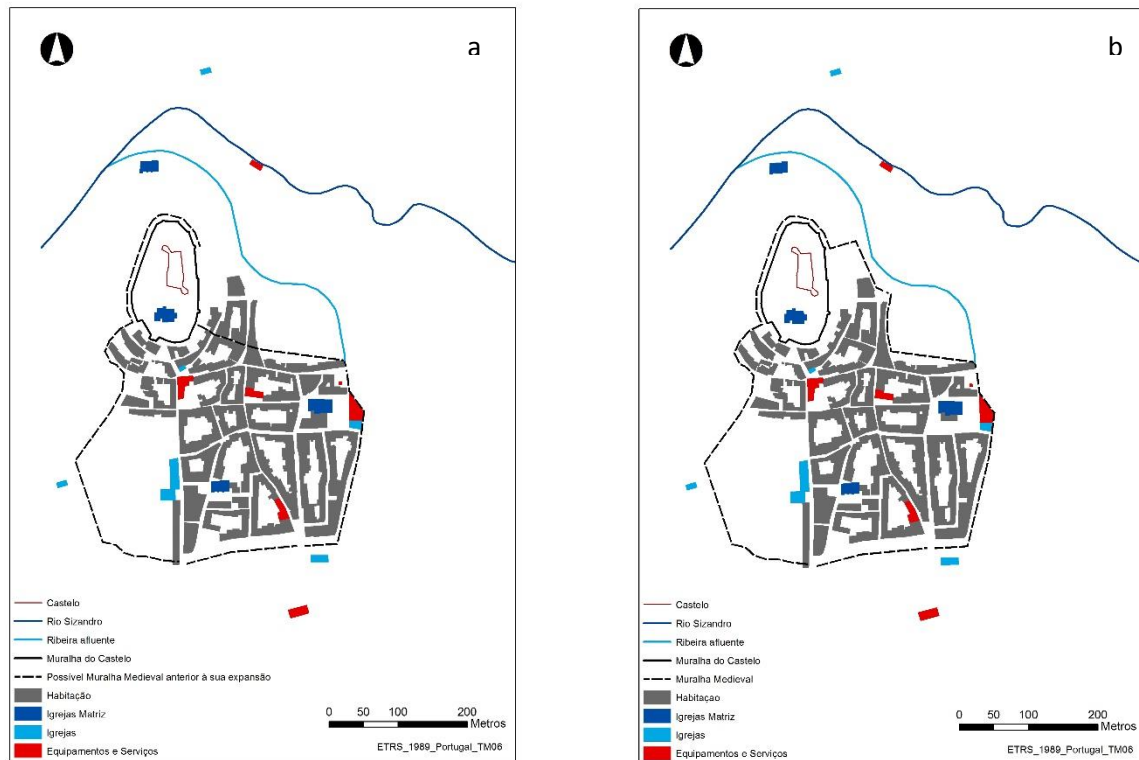 a
Castelo
Rio Sizandro
Ribeira afluente
Muralha do Castelo
Possível Muralha Medieval anterior à sua expansão
Habitação
Igrejas Matriz
Igrejas
Equipamentos e Serviços
0 50 100 200
Metros
ETRS_1989_Portugal_TM06
b
Castelo
Rio Sizandro
Ribeira afluente
Muralha do Castelo
Muralha Medieval
Habitaçao
Igrejas Matriz
Igrejas
Equipamentos e Serviços
0 50 100 200
Metros
ETRS_1989_Portugal_TM06